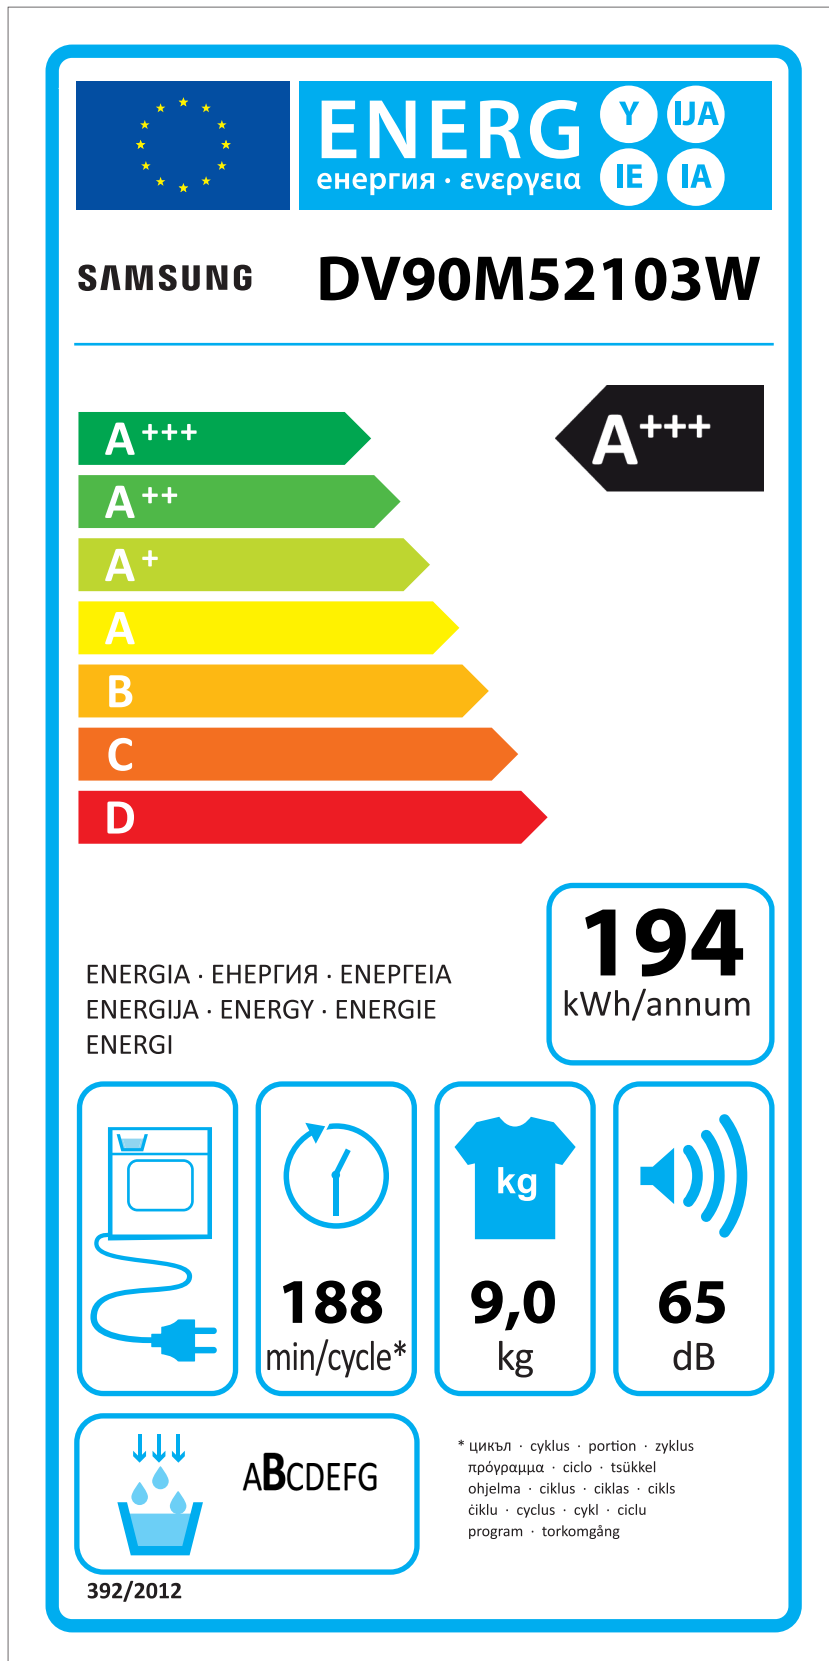 ENERG Y IJA
енергия · ενεργεια IE IA
SAMSUNG DV90M52103W
A+++ A+++
A++
A+
A
B
C
D
194
kWh/annum
ENERGIA · ЕНЕРГИЯ · ΕΝΕΡΓΕΙΑ
ENERGIJA · ENERGY · ENERGIE
ENERGI
kg
188 9,0 65
min/cycle* kg dB
ABCDEFG
* цикъл · cyklus · portion · zyklus
πρόγραμμα · ciclo · tsükkel
ohjelma · ciklus · ciklas · cikls
ċiklu · cyclus · cykl · ciclu
program · torkomgång
392/2012